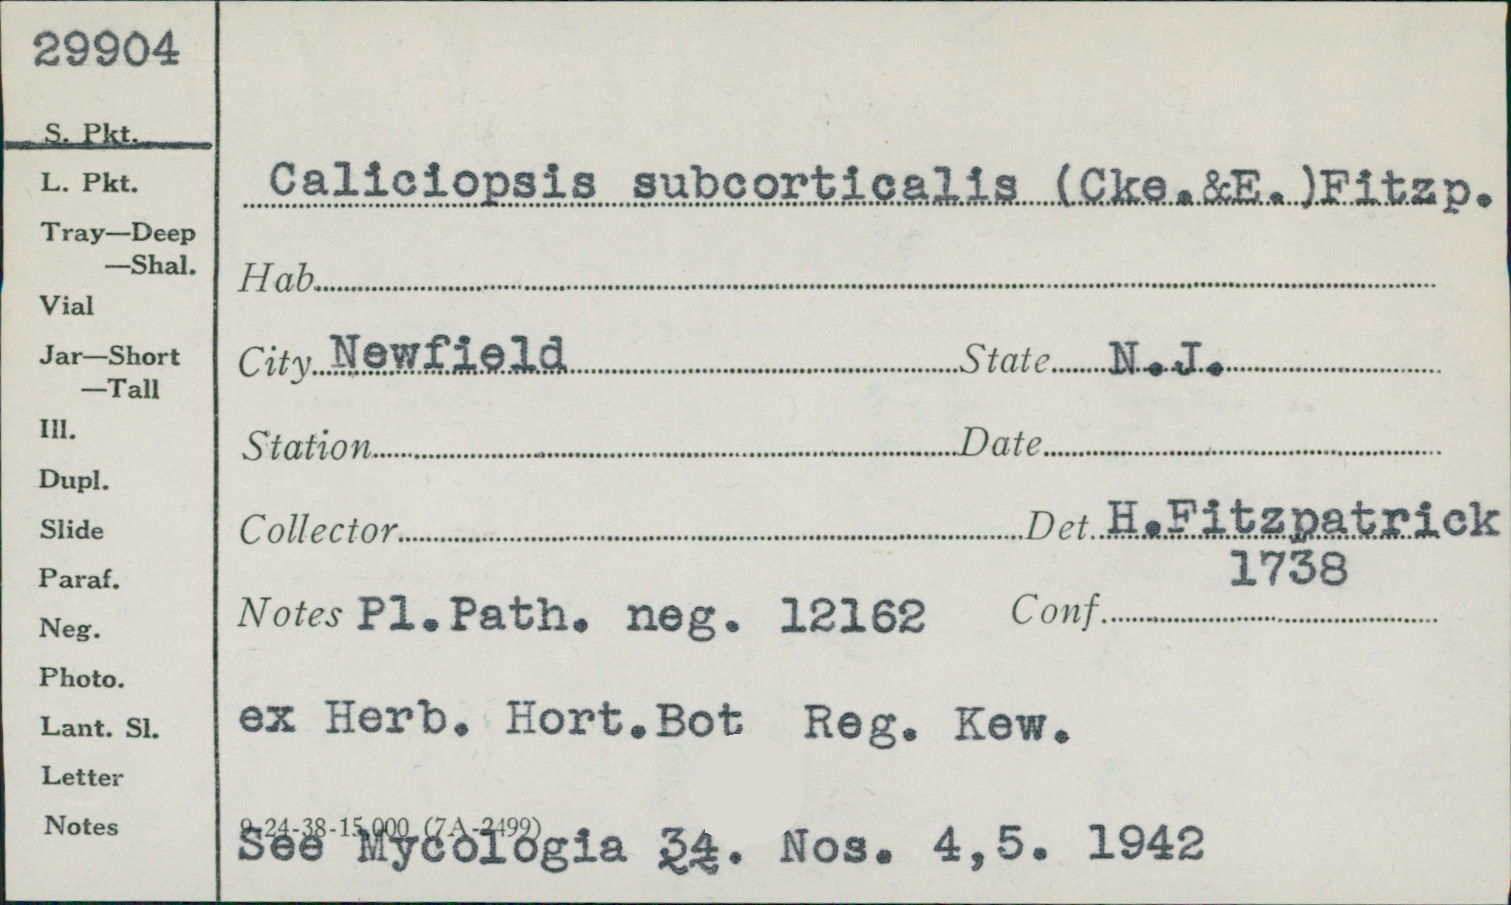 29904
S. Pkt.
L. Pkt.
Tray—Deep
—Shal.
Vial
Jar—Short
—Tall
Ill.
Dupl.
Slide
Paraf.
Neg.
Photo.
Lant. Sl.
Letter
Notes
Caliciopsis subcorticalis (Cke.&E.)Fitzp.
Hab.
City Newfield State N.J.
Station Date
Collector Det. H.Fitzpatrick
1738
Notes Pl.Path. neg. 12162 Conf.
ex Herb. Hort.Bot Reg. Kew.
9-24-38-15,000 (7A-2499)
See Mycologia 34. Nos. 4,5. 1942